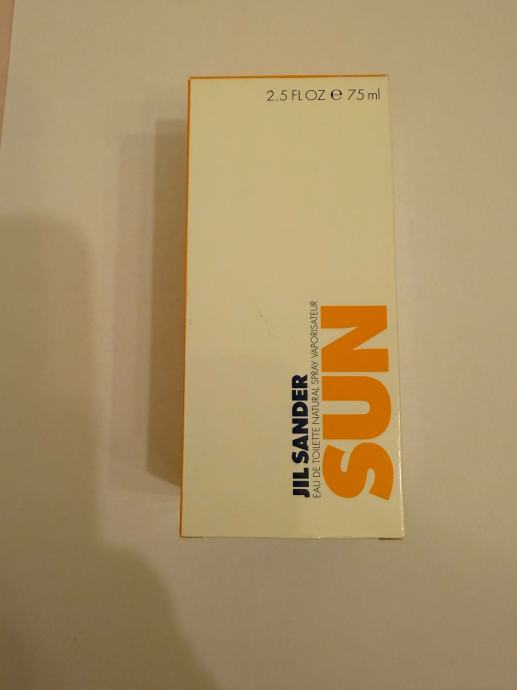 2.5 FL OZ ℮ 75 ml
JIL SANDER
EAU DE TOILETTE NATURAL SPRAY VAPORISATEUR
SUN